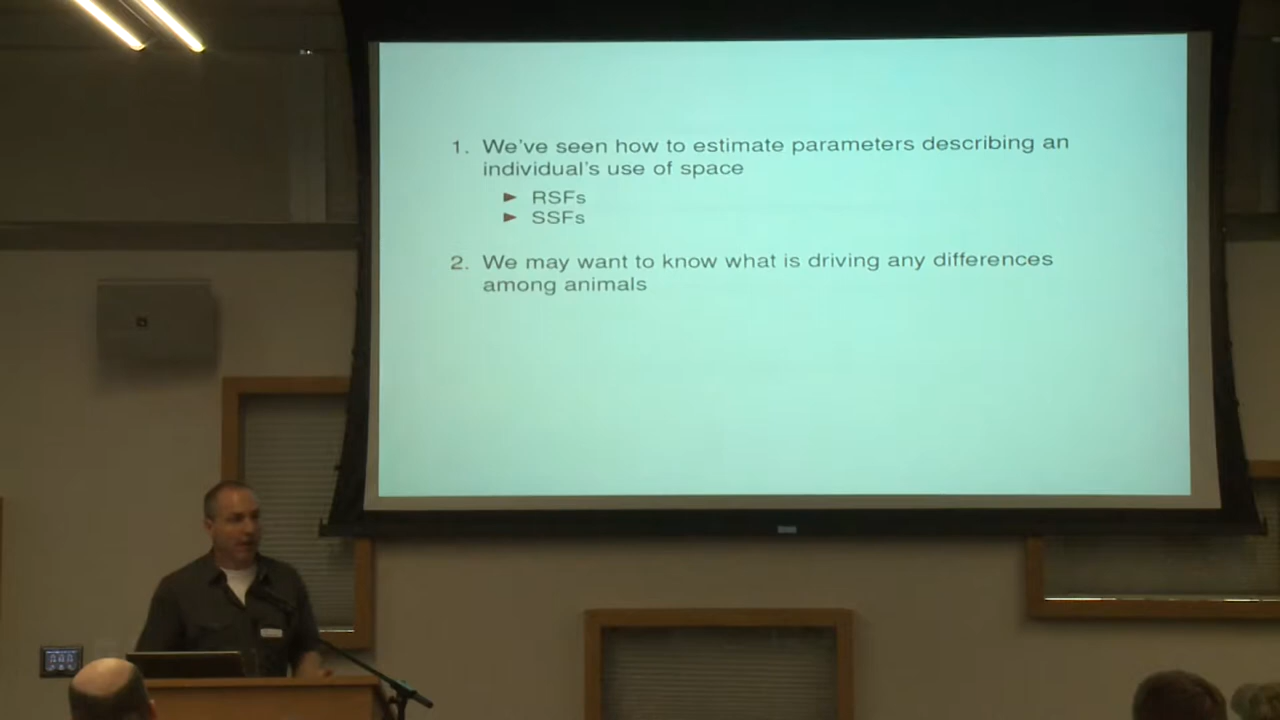 1. We've seen how to estimate parameters describing an
individual's use of space
► RSFs
► SSFs
2. We may want to know what is driving any differences
among animals